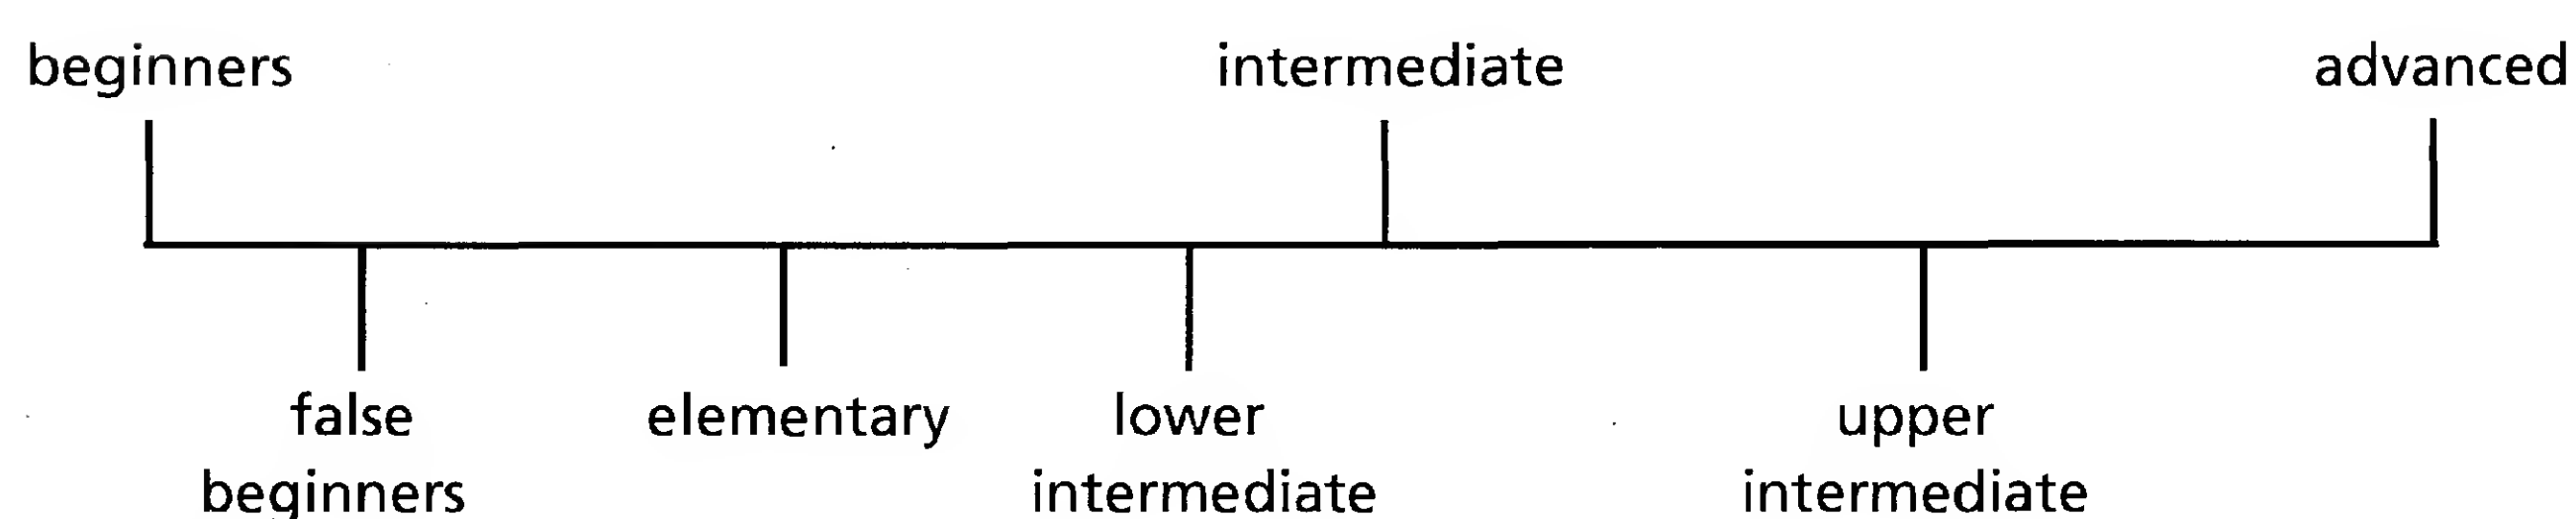 beginners intermediate advanced
false elementary lower upper
beginners intermediate intermediate